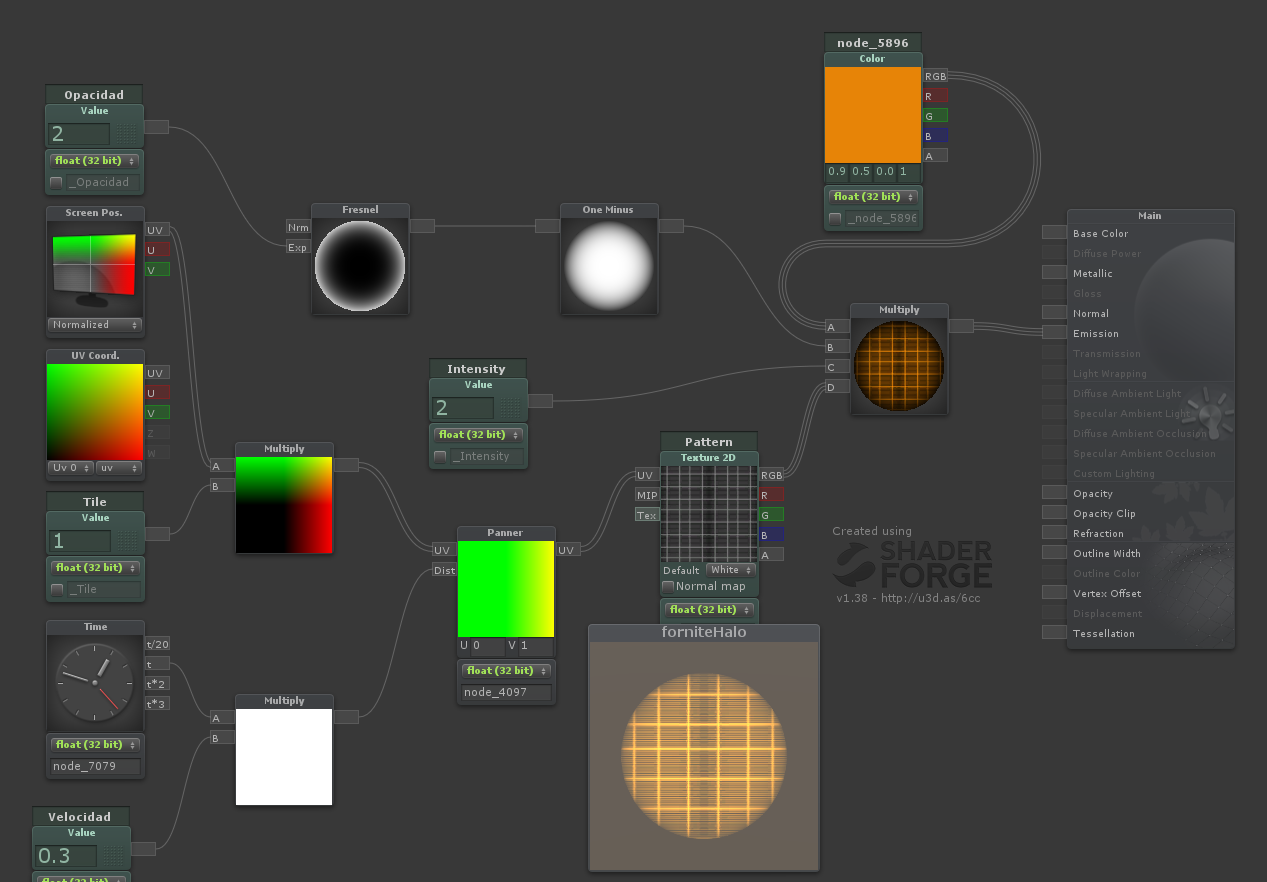 Opacidad
Value
2
float (32 bit)
_Opacidad
Screen Pos.
UV
U
V
Normalized
UV Coord.
UV
U
V
Z
W
Uv 0
uv
Tile
Value
1
float (32 bit)
_Tile
Time
t/20
t
t*2
t*3
float (32 bit)
node_7079
Velocidad
Value
0.3
float (32 bit)
Multiply
A
B
Multiply
A
B
Fresnel
Nrm
Exp
One Minus
Intensity
Value
2
float (32 bit)
_Intensity
Panner
UV
UV
Dist
U 0 V 1
float (32 bit)
node_4097
Pattern
Texture 2D
UV
MIP
Tex
RGB
R
G
B
A
Default White
Normal map
float (32 bit)
forniteHalo
node_5896
Color
RGB
R
G
B
A
0.9 0.5 0.0 1
float (32 bit)
_node_5896
Multiply
A
B
C
D
Created using
SHADER
FORGE
v1.38 - http://u3d.as/6cc
Main
Base Color
Diffuse Power
Metallic
Gloss
Normal
Emission
Transmission
Light Wrapping
Diffuse Ambient Light
Specular Ambient Light
Diffuse Ambient Occlusion
Specular Ambient Occlusion
Custom Lighting
Opacity
Opacity Clip
Refraction
Outline Width
Outline Color
Vertex Offset
Displacement
Tessellation